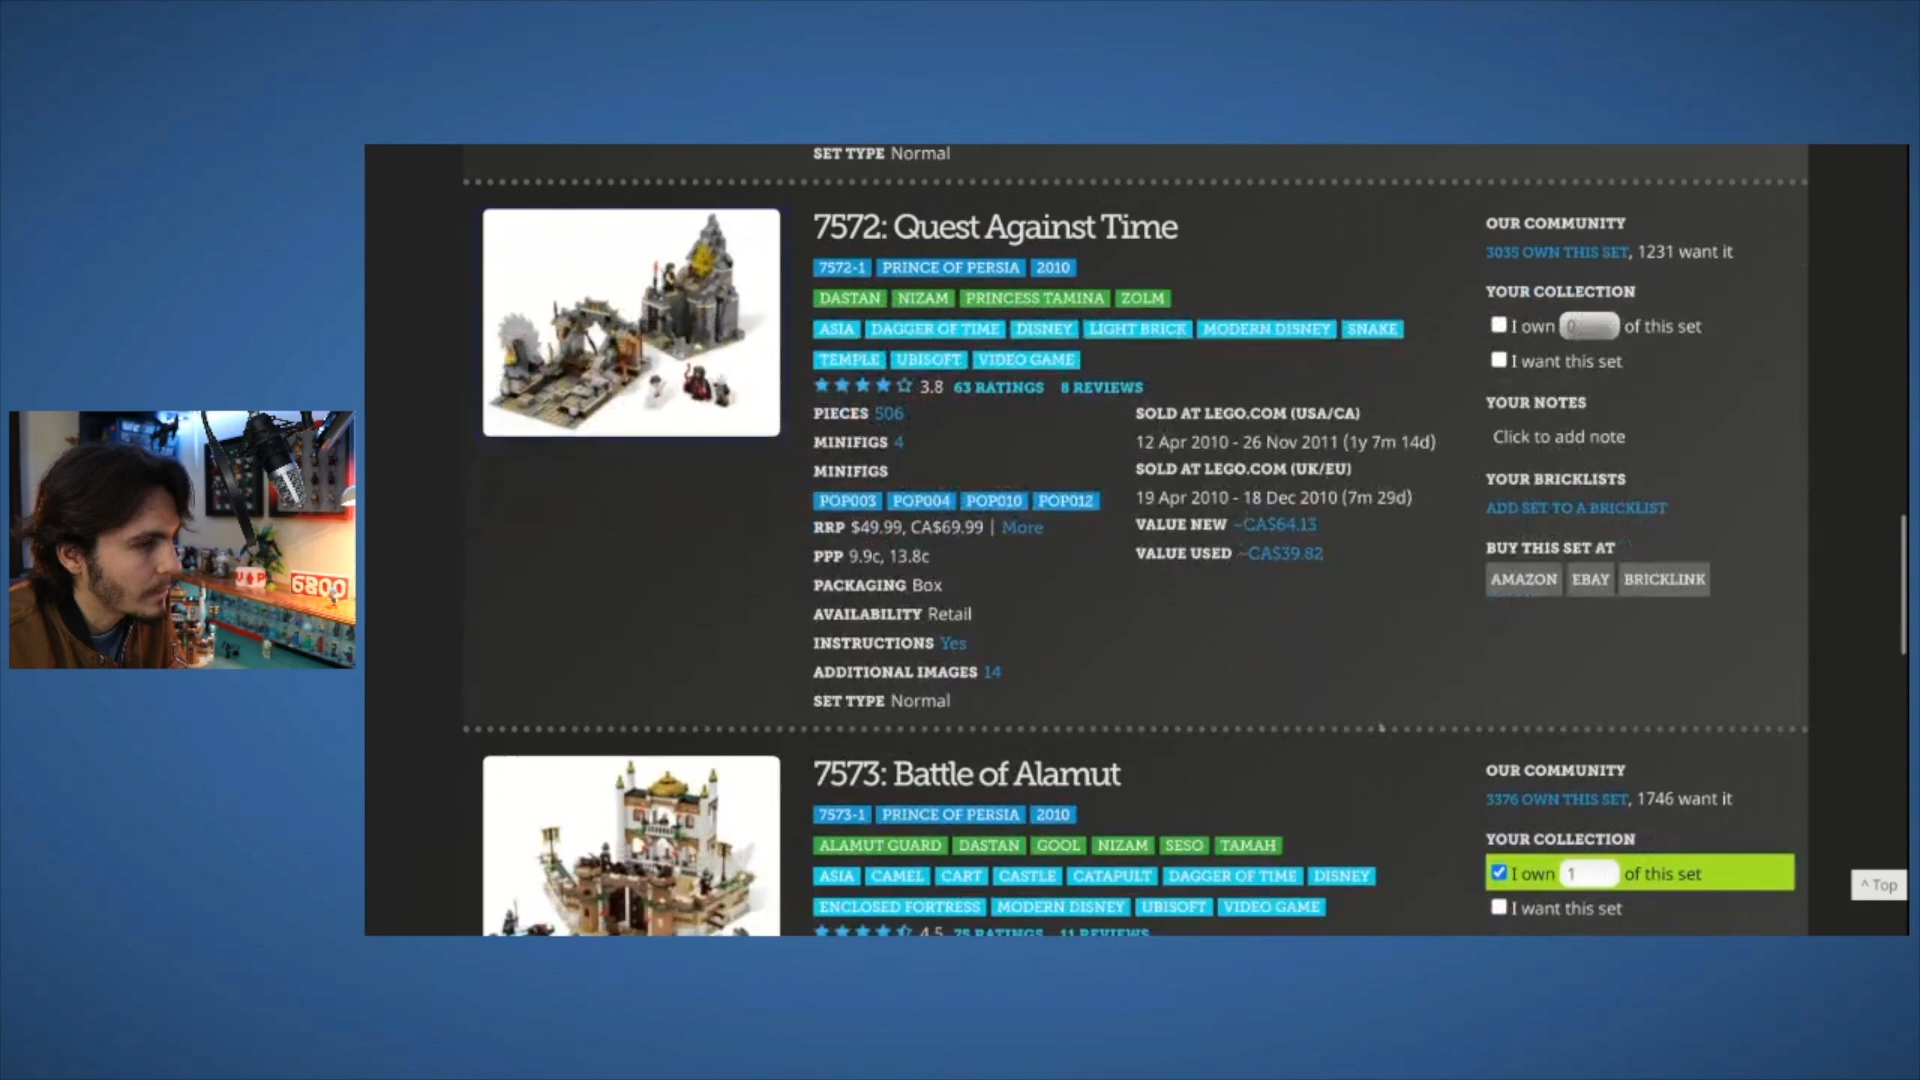 SET TYPE Normal
7572: Quest Against Time
7572-1 PRINCE OF PERSIA 2010
DASTAN NIZAM PRINCESS TAMINA ZOLM
ASIA DAGGER OF TIME DISNEY LIGHT BRICK MODERN DISNEY SNAKE
TEMPLE UBISOFT VIDEO GAME
3.8 63 RATINGS 8 REVIEWS
PIECES 506
MINIFIGS 4
MINIFIGS
POP003 POP004 POP010 POP012
RRP $49.99, CA$69.99 | More
PPP 9.9c, 13.8c
PACKAGING Box
AVAILABILITY Retail
INSTRUCTIONS Yes
ADDITIONAL IMAGES 14
SET TYPE Normal
SOLD AT LEGO.COM (USA/CA)
12 Apr 2010 - 26 Nov 2011 (1y 7m 14d)
SOLD AT LEGO.COM (UK/EU)
19 Apr 2010 - 18 Dec 2010 (7m 29d)
VALUE NEW ~CA$64.13
VALUE USED ~CA$39.82
OUR COMMUNITY
3035 OWN THIS SET, 1231 want it
YOUR COLLECTION
I own 0 of this set
I want this set
YOUR NOTES
Click to add note
YOUR BRICKLISTS
ADD SET TO A BRICKLIST
BUY THIS SET AT
AMAZON EBAY BRICKLINK
7573: Battle of Alamut
7573-1 PRINCE OF PERSIA 2010
ALAMUT GUARD DASTAN GOOL NIZAM SESO TAMAH
ASIA CAMEL CART CASTLE CATAPULT DAGGER OF TIME DISNEY
ENCLOSED FORTRESS MODERN DISNEY UBISOFT VIDEO GAME
4.5 75 RATINGS 11 REVIEWS
OUR COMMUNITY
3376 OWN THIS SET, 1746 want it
YOUR COLLECTION
I own 1 of this set
I want this set
^ Top
6800